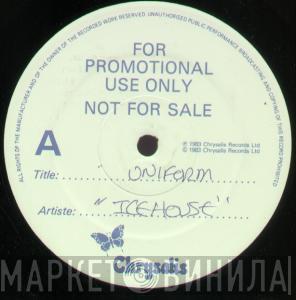 ALL RIGHTS OF THE MANUFACTURER AND OF THE OWNER OF THE RECORDED WORK RESERVED. UNAUTHORISED PUBLIC PERFORMANCE BROADCASTING AND COPYING OF THIS RECORD PROHIBITED
FOR
PROMOTIONAL
USE ONLY
NOT FOR SALE
A
℗ 1983 Chrysalis Records Ltd
© 1983 Chrysalis Records Ltd
Title: UNIFORM
Artiste: "ICEHOUSE"
Chrysalis
МАРКЕТ ВИНИЛА